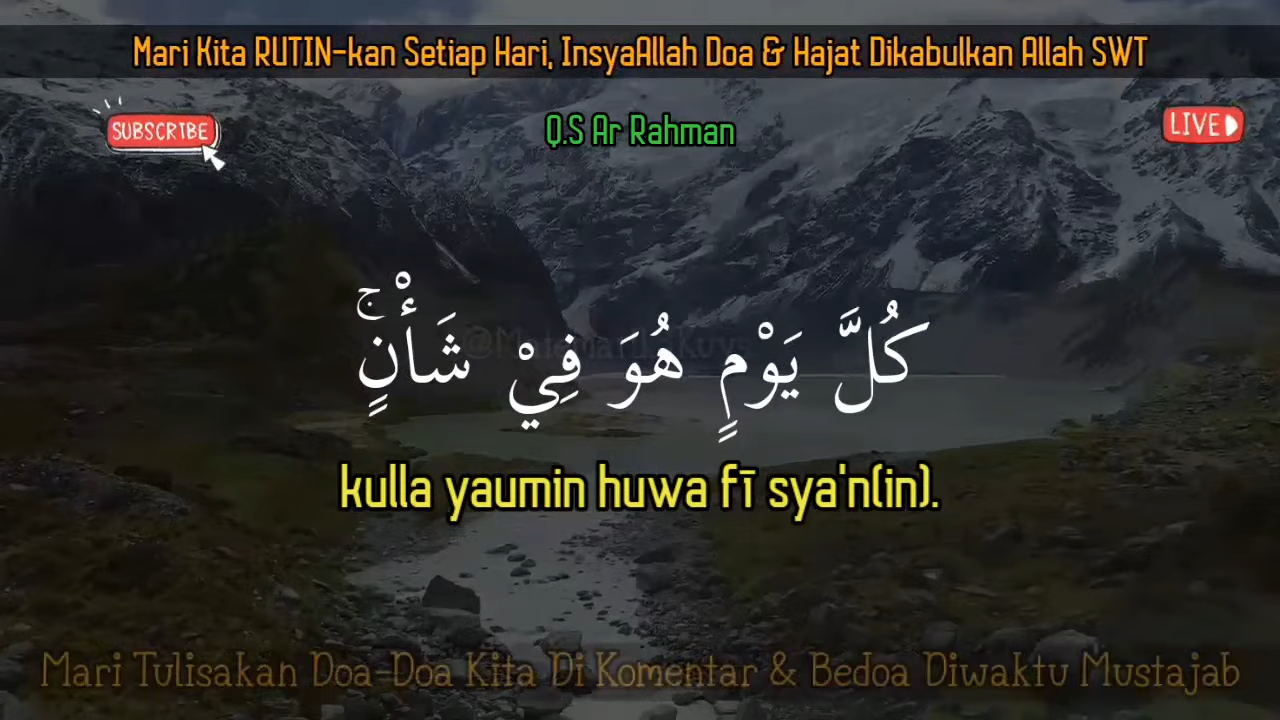 Mari Kita RUTIN-kan Setiap Hari, InsyaAllah Doa & Hajat Dikabulkan Allah SWT
SUBSCRIBE
Q.S Ar Rahman
LIVE
كُلَّ يَوْمٍ هُوَ فِيْ شَأْنٍۚ
kulla yaumin huwa fī sya'n(in).
Mari Tulisakan Doa-Doa Kita Di Komentar & Bedoa Diwaktu Mustajab